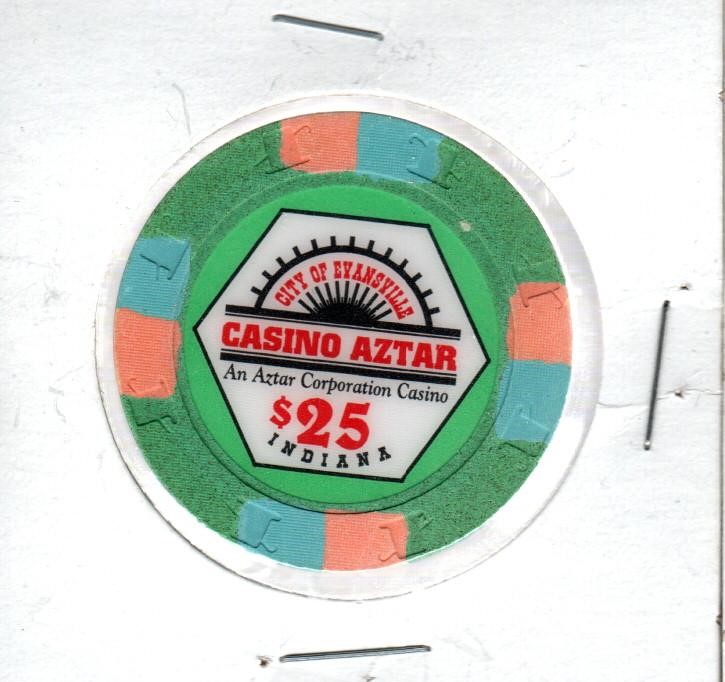 CITY OF EVANSVILLE
CASINO AZTAR
An Aztar Corporation Casino
$25
INDIANA